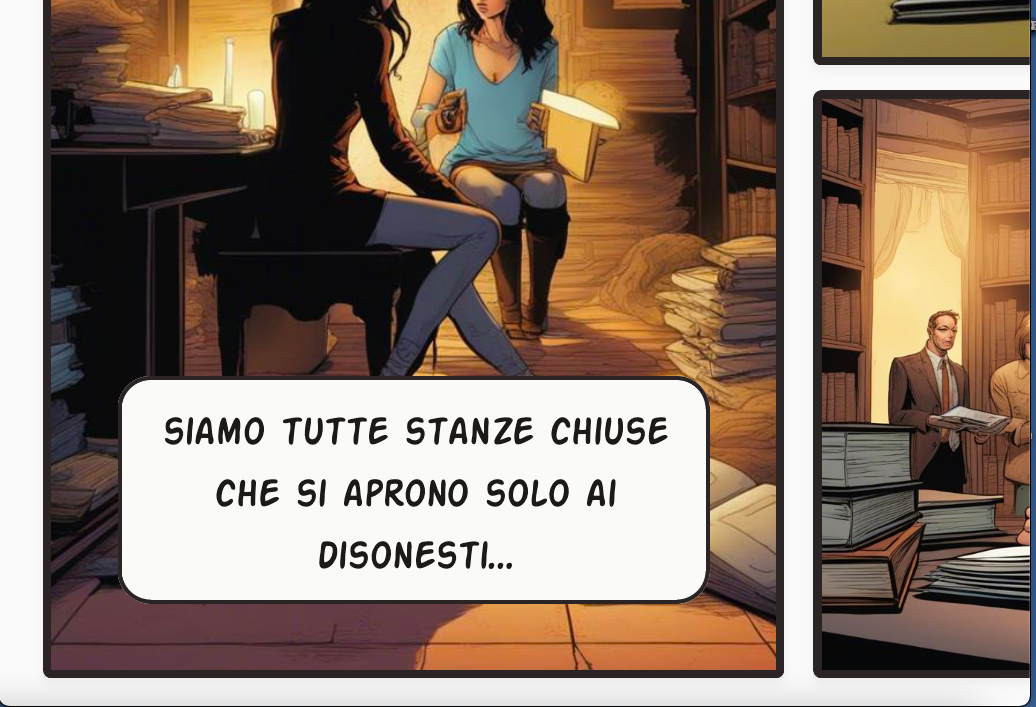 SIAMO TUTTE STANZE CHIUSE
CHE SI APRONO SOLO AI
DISONESTI...